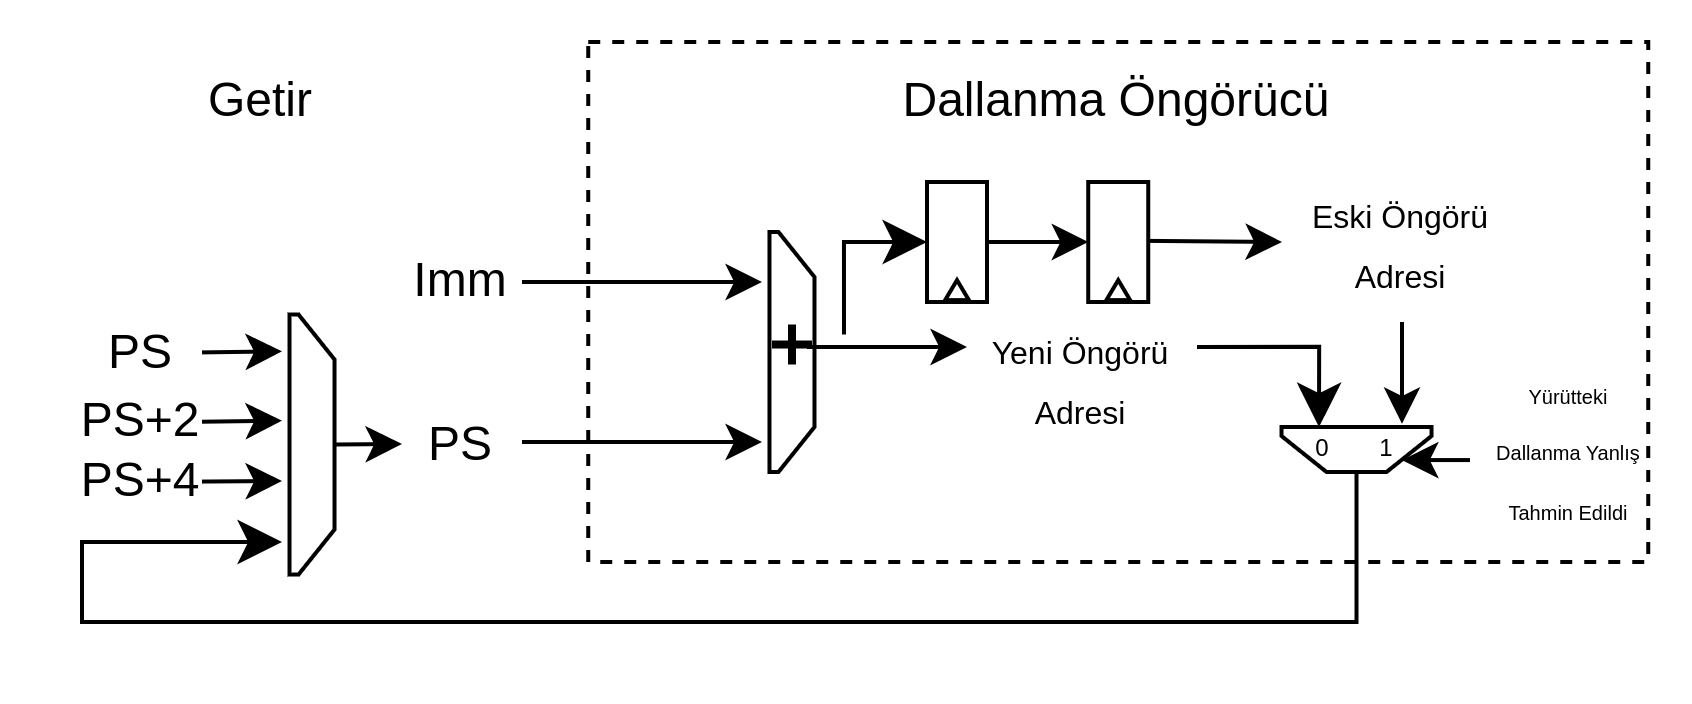 Getir
Dallanma Öngörücü
Eski Öngörü
Adresi
Imm
PS
PS+2
PS+4
PS
+
Yeni Öngörü
Adresi
0 1
Yürütteki
Dallanma Yanlış
Tahmin Edildi